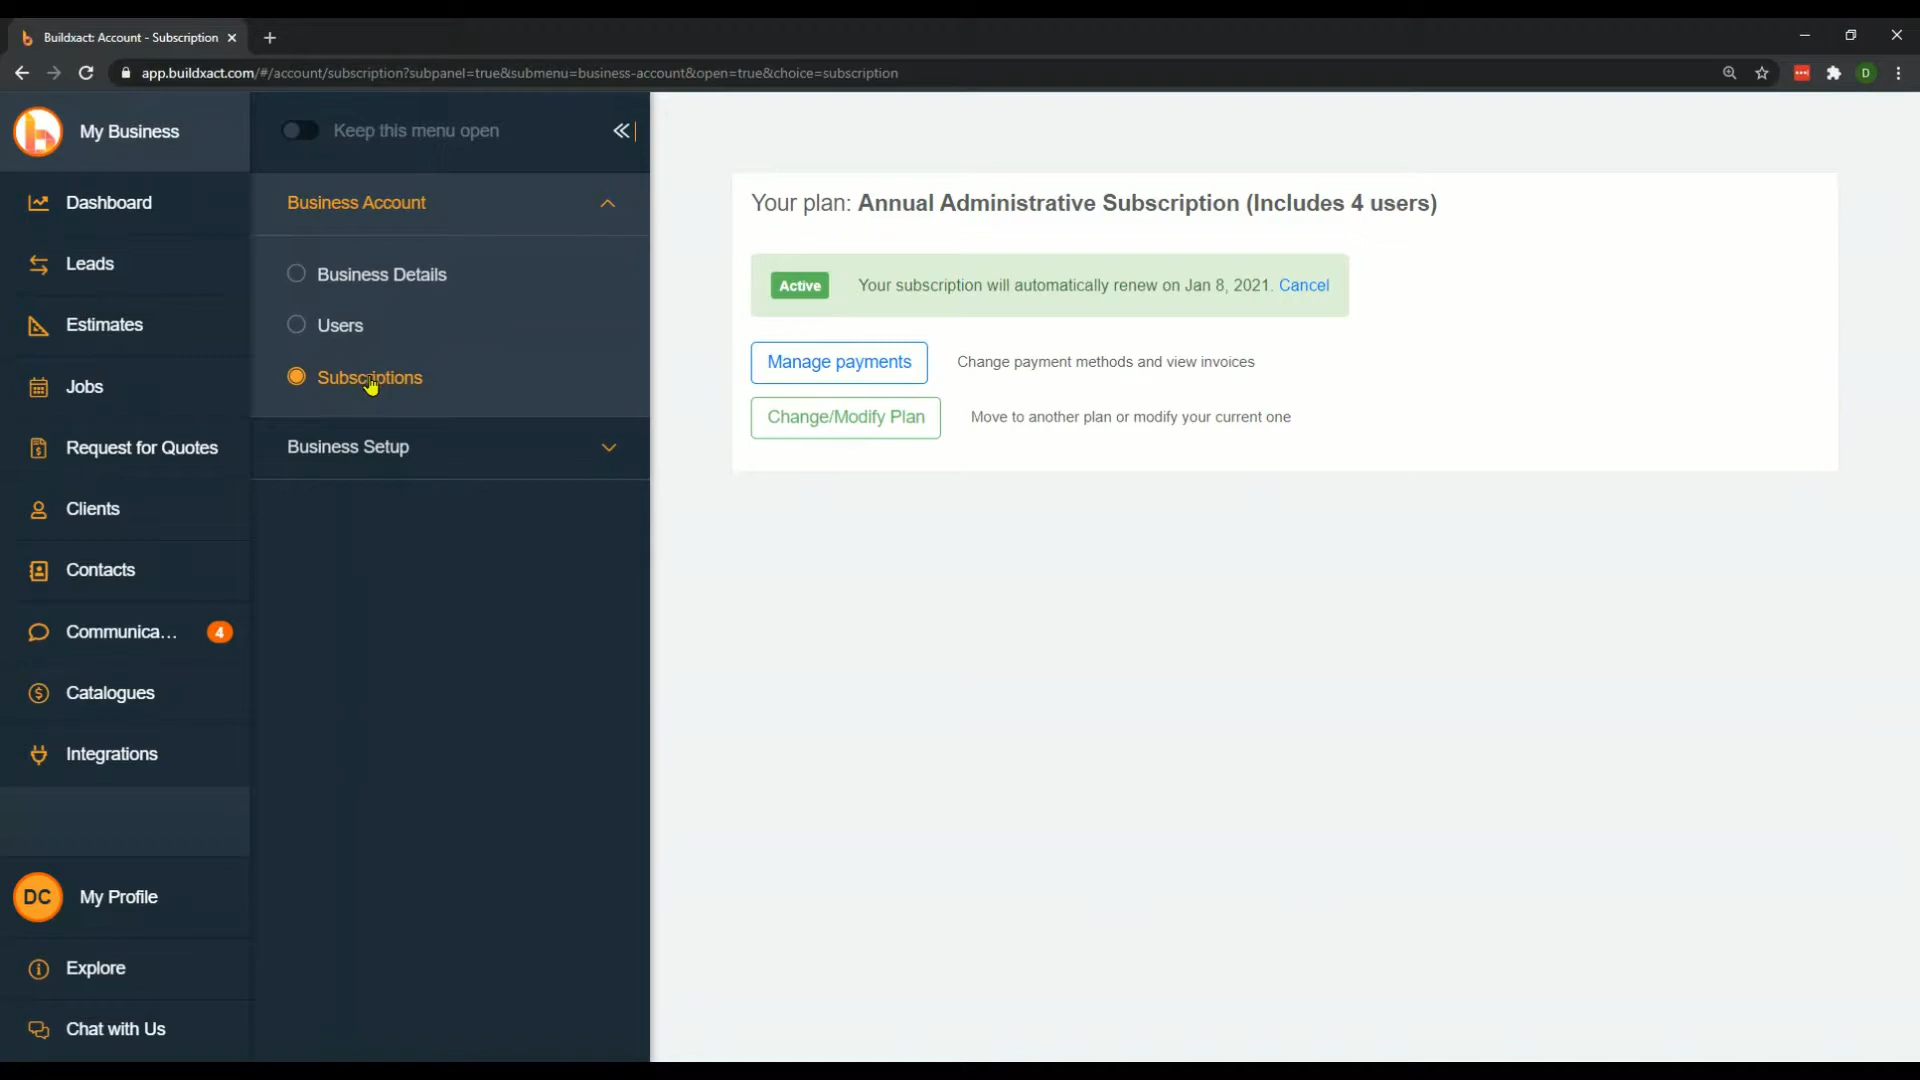 Buildxact: Account - Subscription
app.buildxact.com/#/account/subscription?subpanel=true&submenu=business-account&open=true&choice=subscription
D
My Business
Keep this menu open
Dashboard
Leads
Estimates
Jobs
Request for Quotes
Clients
Contacts
Communica...
4
Catalogues
Integrations
DC
My Profile
Explore
Chat with Us
Business Account
Business Details
Users
Subscriptions
Business Setup
Your plan: Annual Administrative Subscription (Includes 4 users)
Active Your subscription will automatically renew on Jan 8, 2021. Cancel
Manage payments Change payment methods and view invoices
Change/Modify Plan Move to another plan or modify your current one